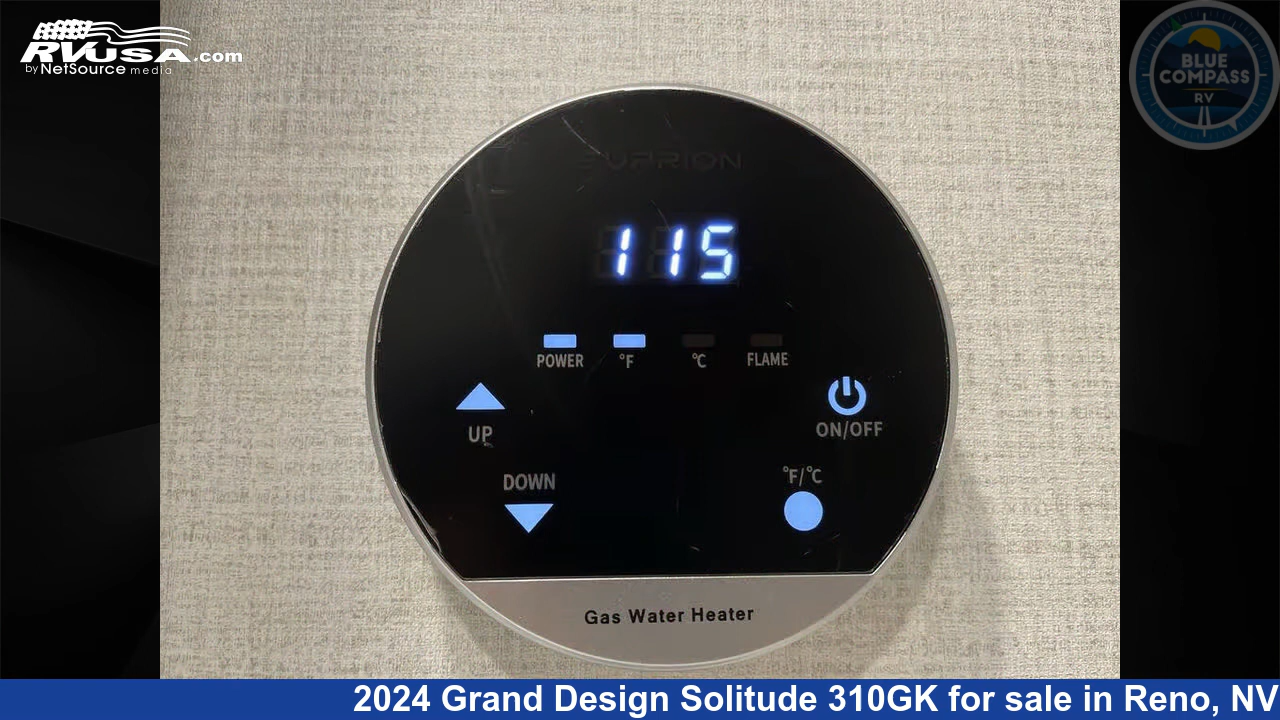 RVUSA.com
by NetSource media
BLUE
COMPASS
RV
115
POWER
°F
°C
FLAME
UP
ON/OFF
DOWN
°F/°C
Gas Water Heater
2024 Grand Design Solitude 310GK for sale in Reno, NV